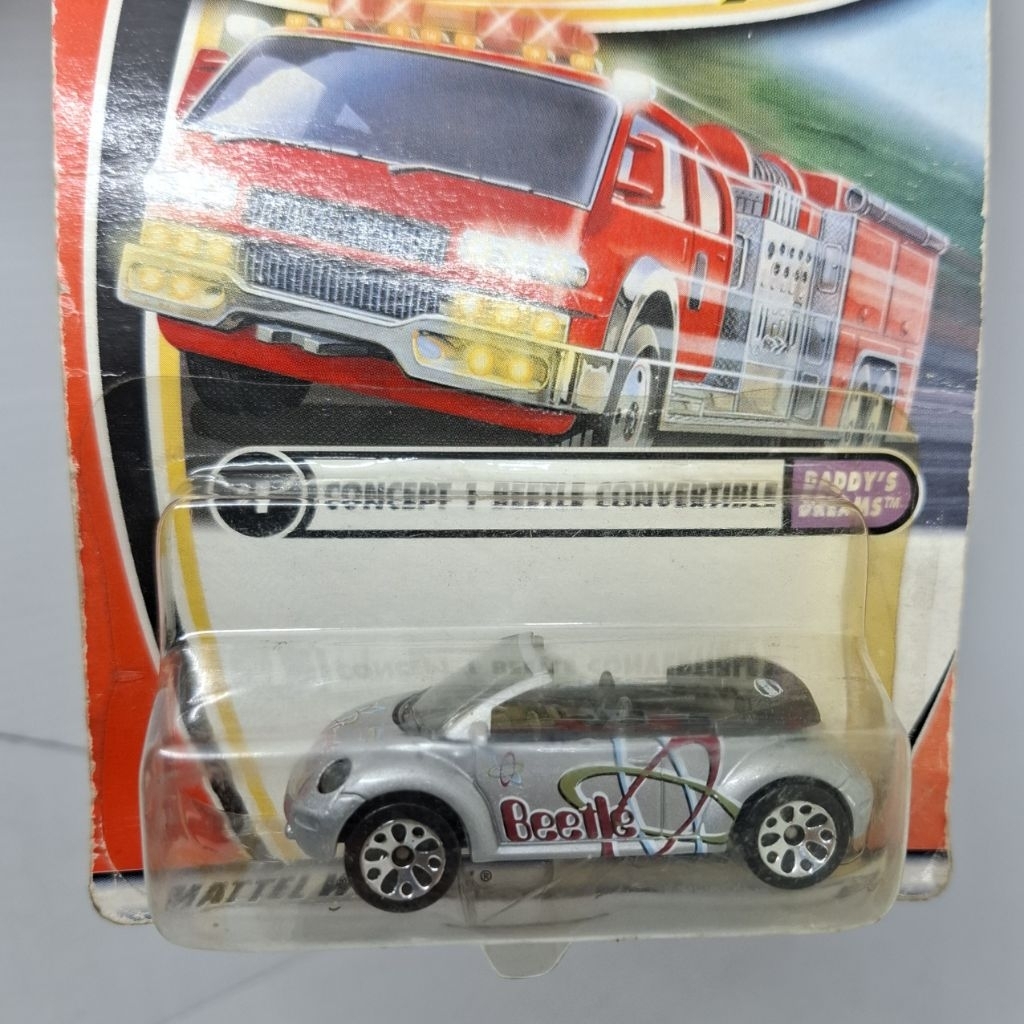 CONCEPT 1 BEETLE CONVERTIBLE
DADDY'S
DREAMS™
Beetle
MATTEL
®